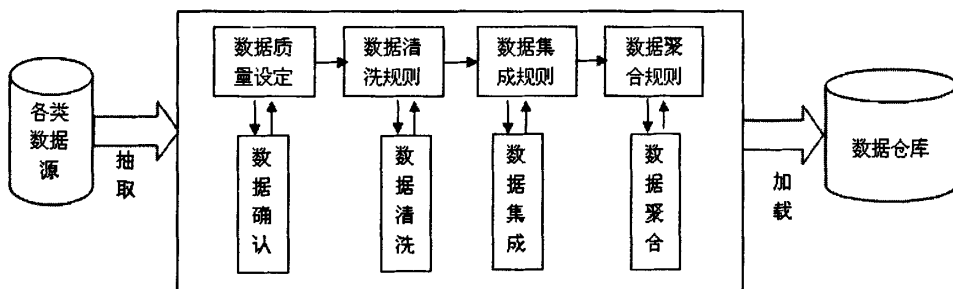 各类
数据
源
抽
取
数据质
量设定
数据清
洗规则
数据集
成规则
数据聚
合规则
数
据
确
认
数
据
清
洗
数
据
集
成
数
据
聚
合
加
载
数据仓库